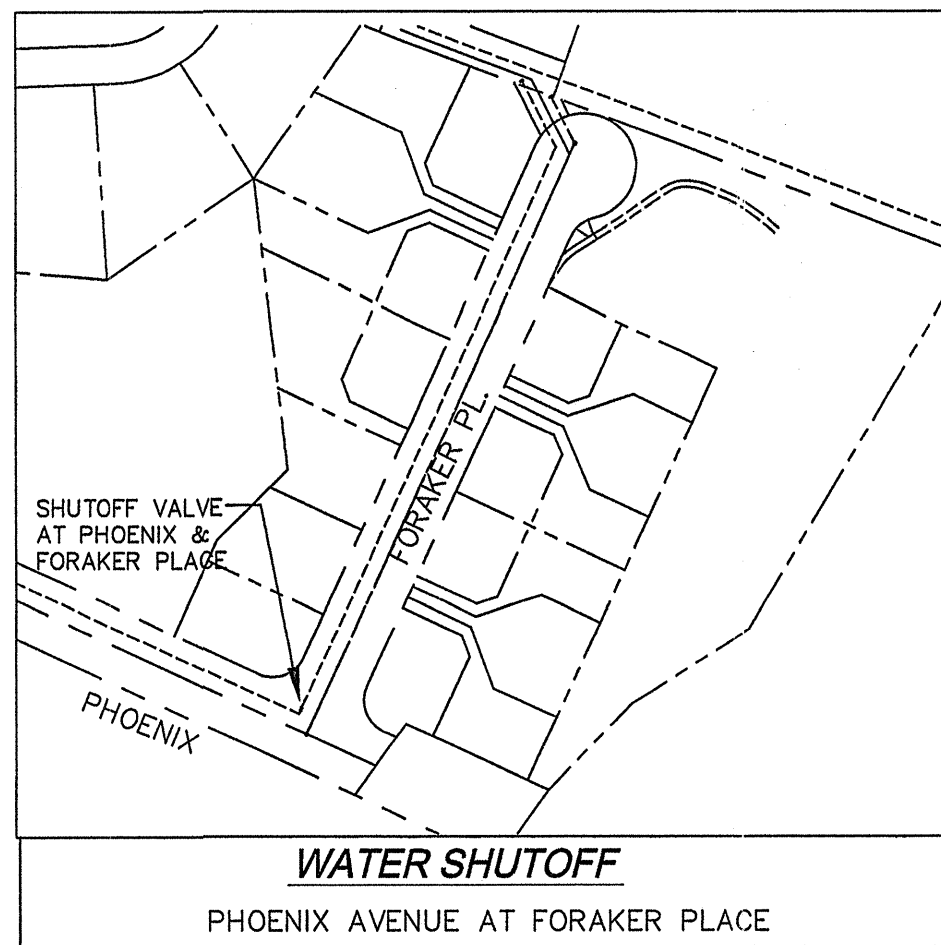 FORAKER PL.
SHUTOFF VALVE
AT PHOENIX &
FORAKER PLACE
PHOENIX
WATER SHUTOFF
PHOENIX AVENUE AT FORAKER PLACE